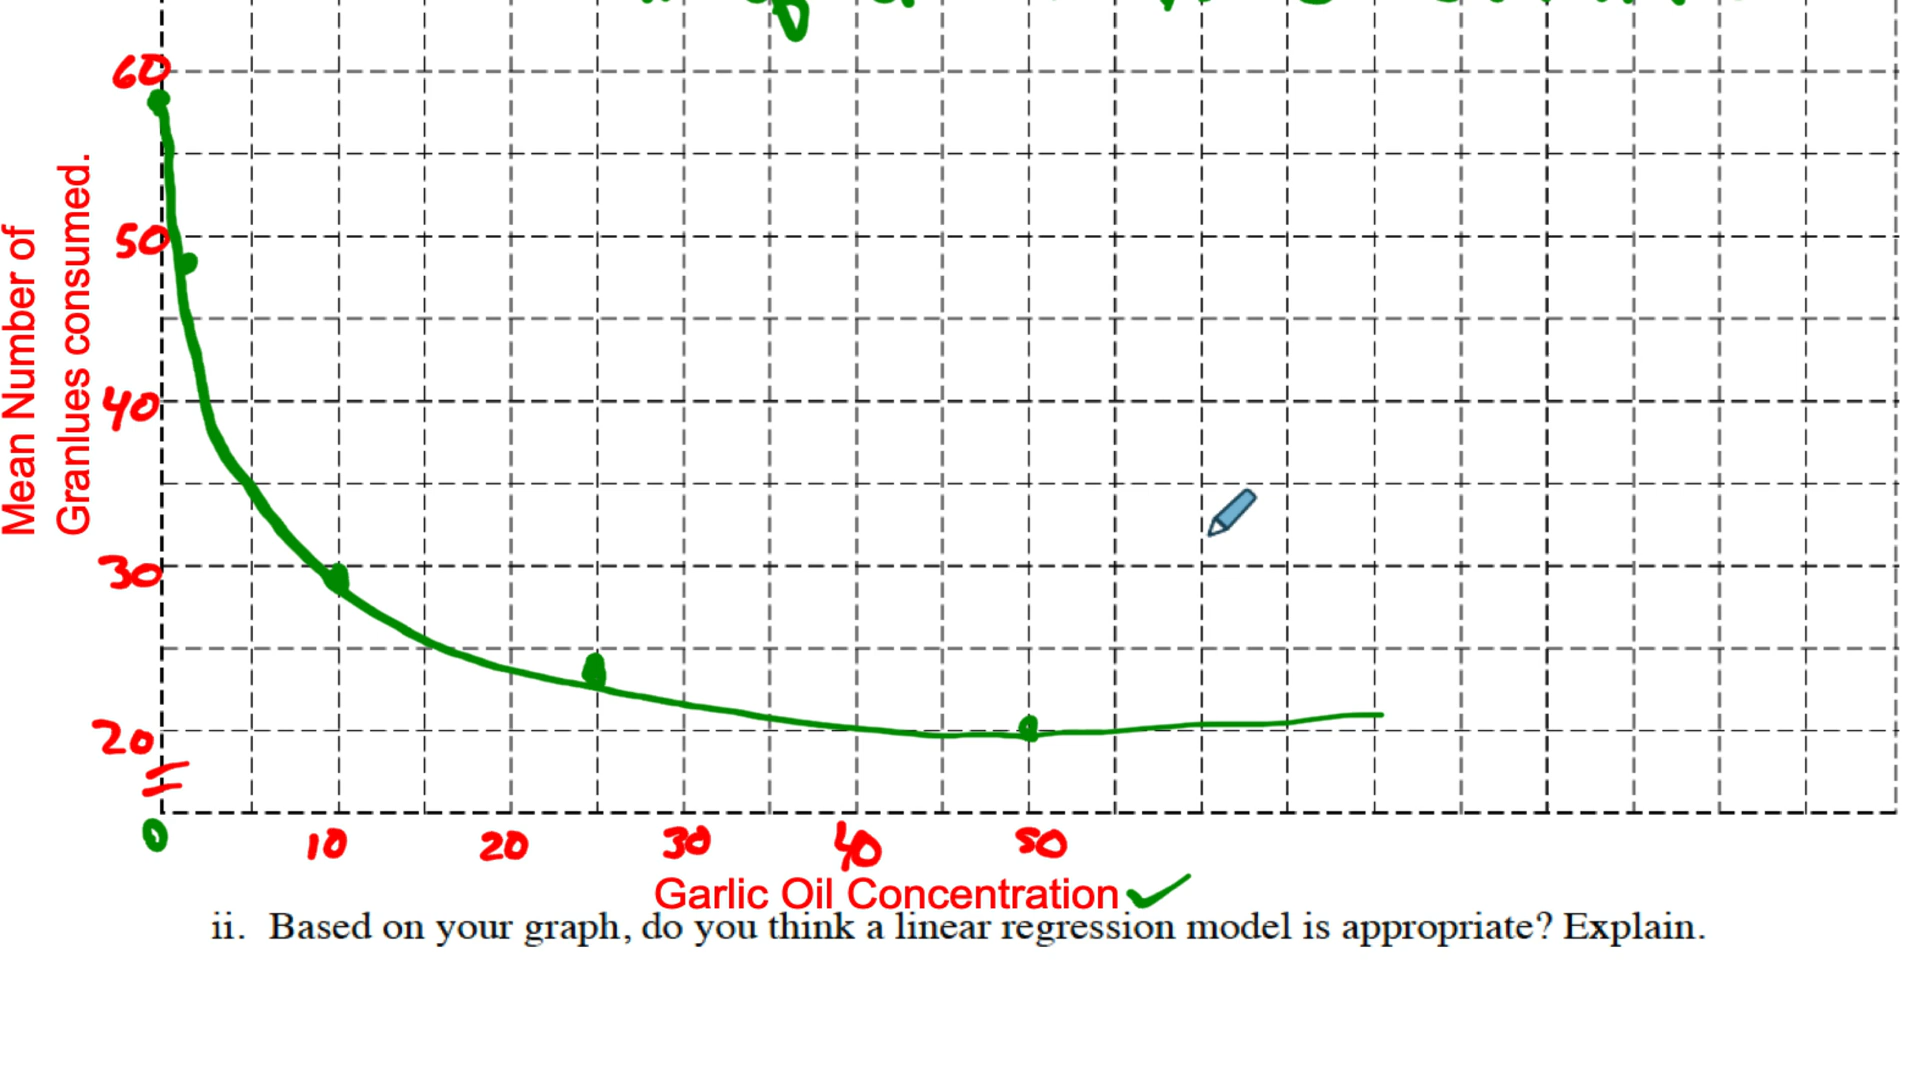 60
50
40
30
20
Mean Number of
Granlues consumed.
0 10 20 30 40 50
Garlic Oil Concentration
ii. Based on your graph, do you think a linear regression model is appropriate? Explain.